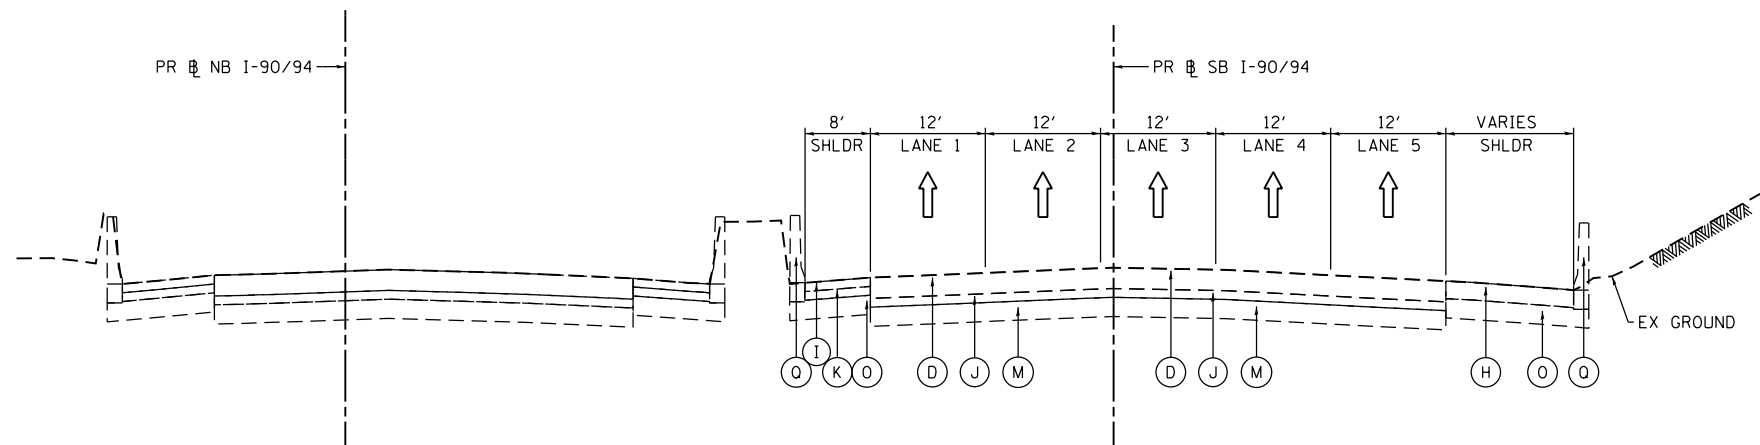 PR ␢ NB I-90/94
PR ␢ SB I-90/94
8' 12' 12' 12' 12' 12' VARIES
SHLDR LANE 1 LANE 2 LANE 3 LANE 4 LANE 5 SHLDR
EX GROUND
Q I K O D J M D J M H O Q